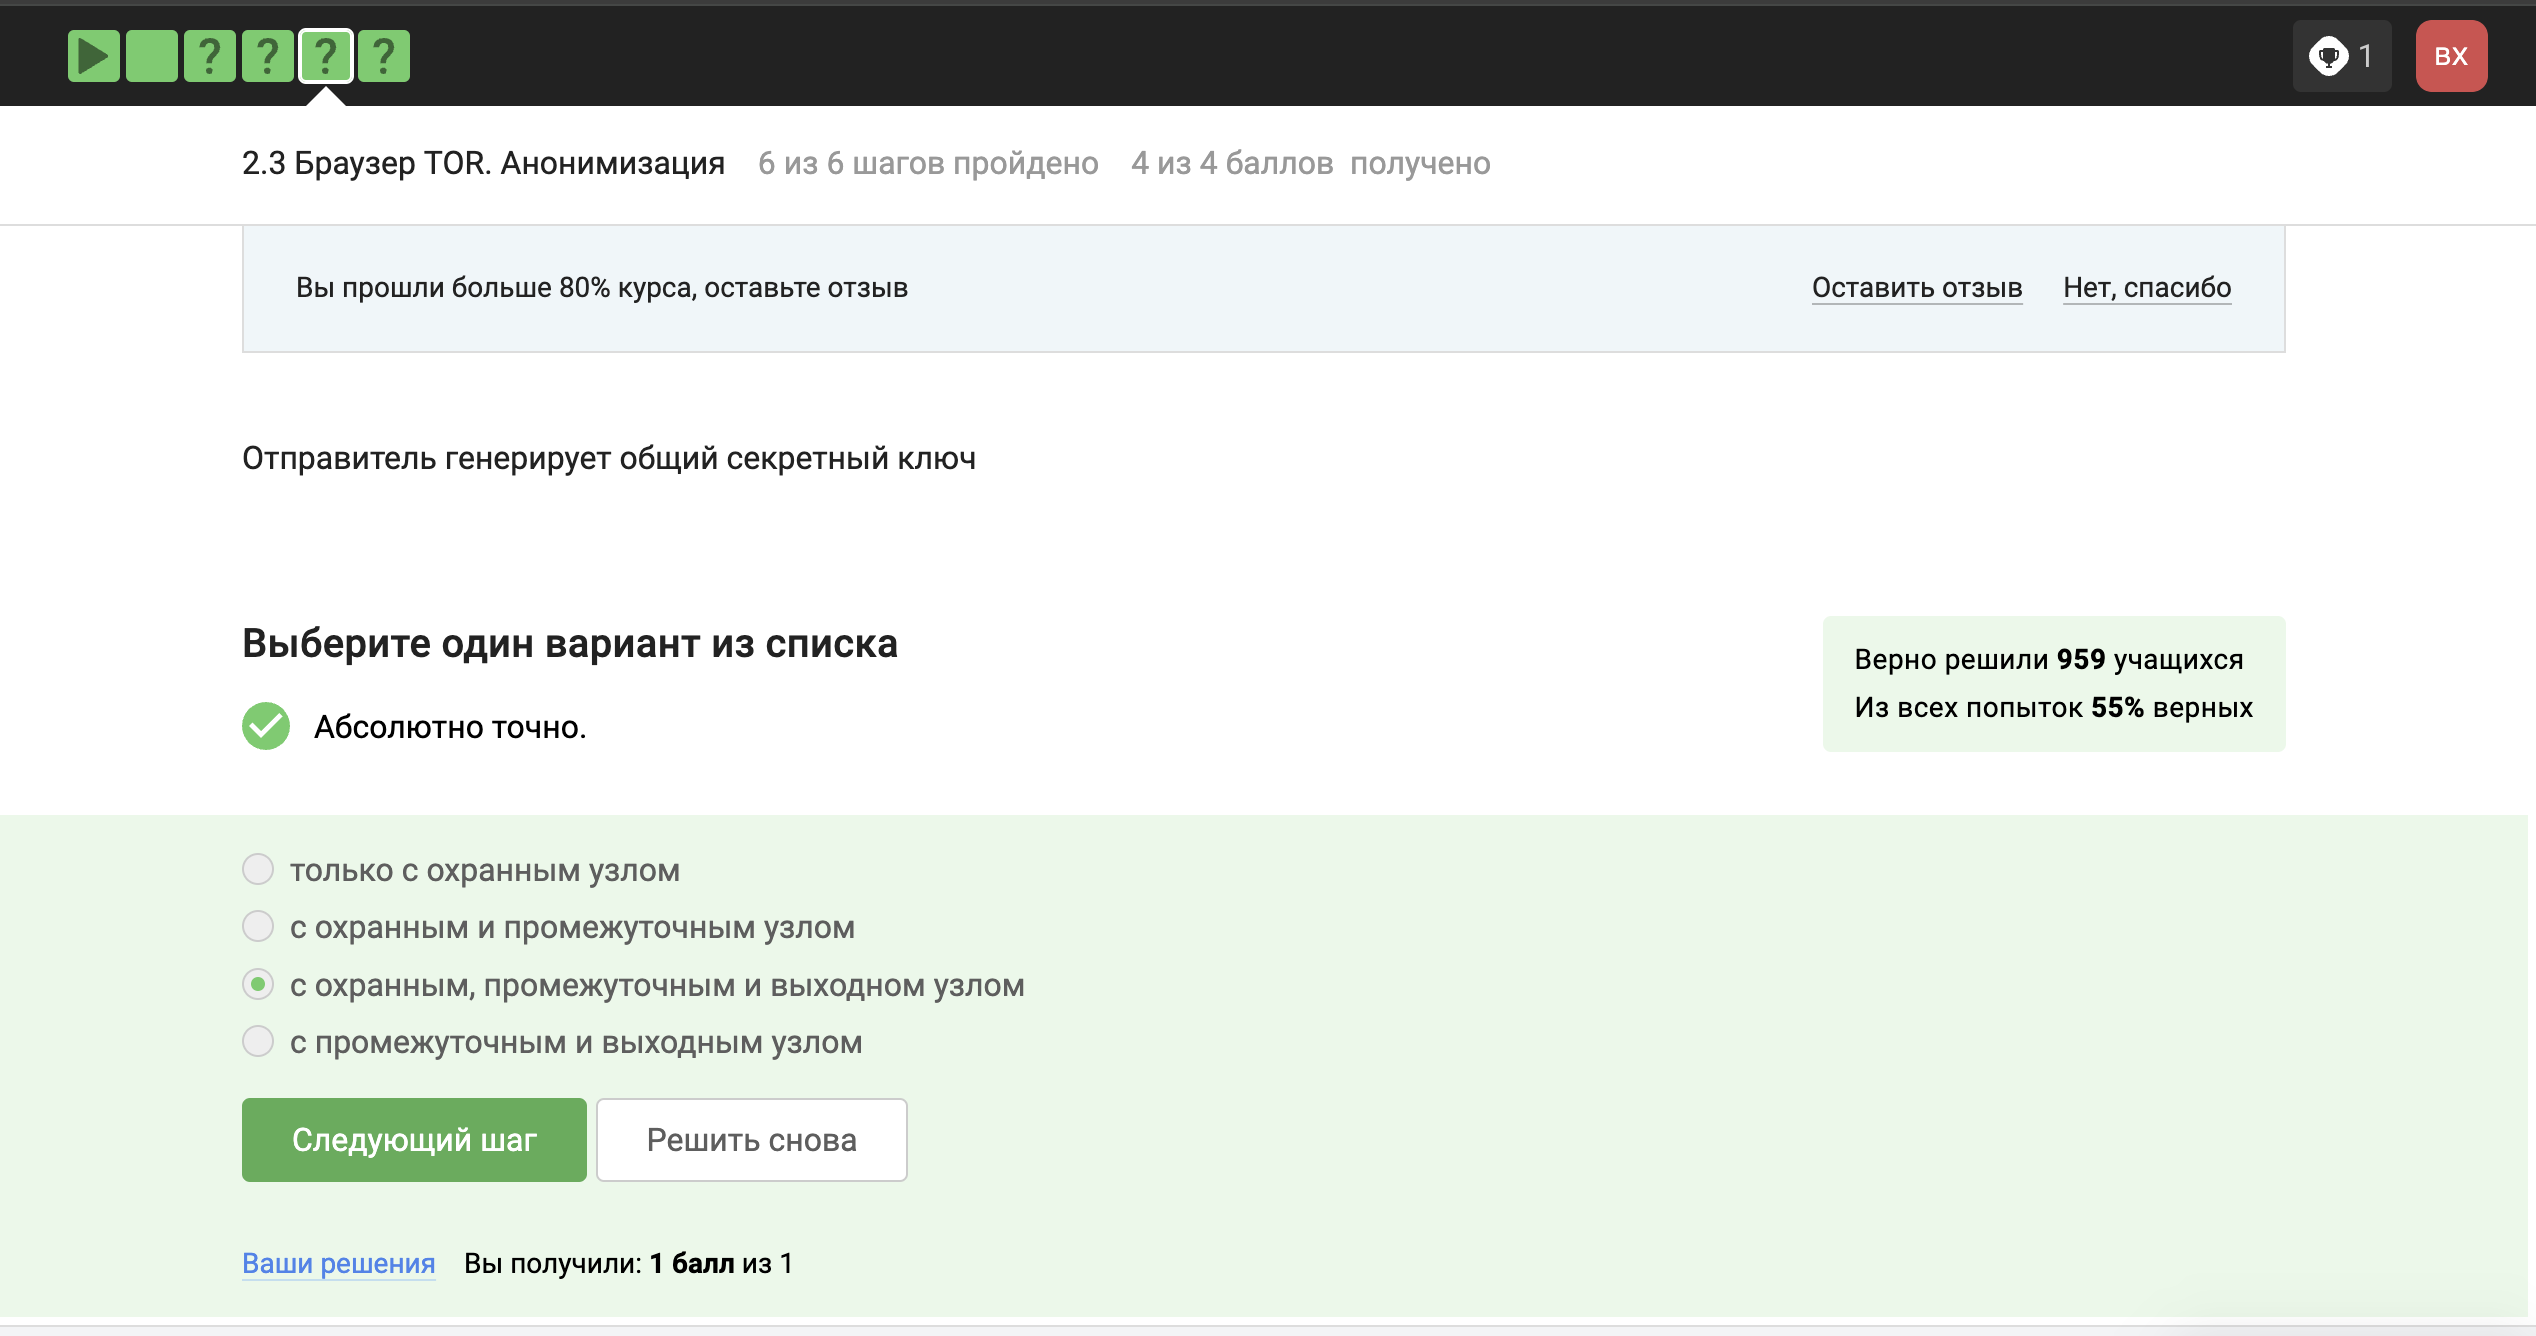 ? ? ? ?
1
ВХ
2.3 Браузер TOR. Анонимизация 6 из 6 шагов пройдено 4 из 4 баллов получено
Вы прошли больше 80% курса, оставьте отзыв Оставить отзыв Нет, спасибо
Отправитель генерирует общий секретный ключ
Выберите один вариант из списка
Абсолютно точно.
Верно решили 959 учащихся
Из всех попыток 55% верных
только с охранным узлом
с охранным и промежуточным узлом
с охранным, промежуточным и выходном узлом
с промежуточным и выходным узлом
Следующий шаг Решить снова
Ваши решения Вы получили: 1 балл из 1